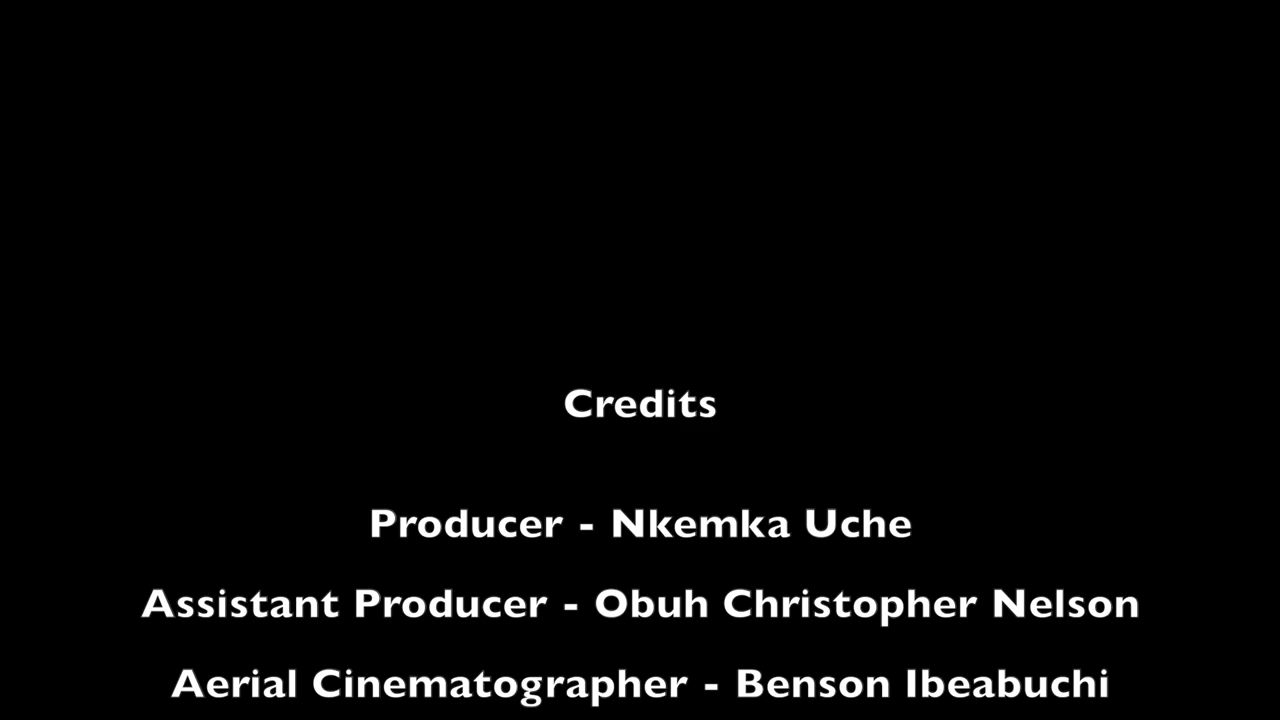 Credits
Producer - Nkemka Uche
Assistant Producer - Obuh Christopher Nelson
Aerial Cinematographer - Benson Ibeabuchi